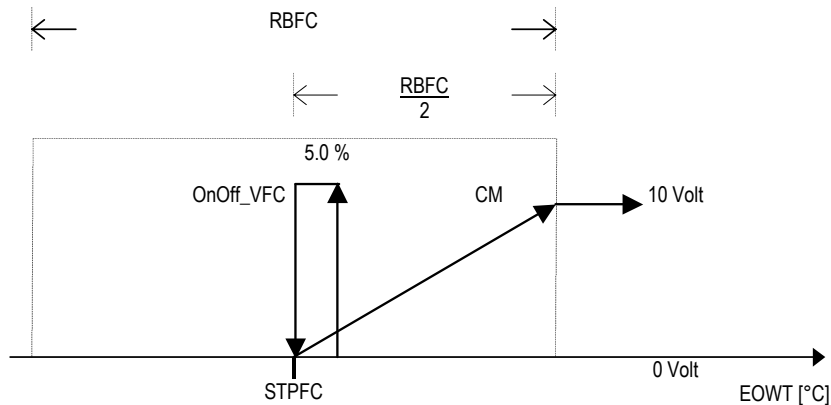 RBFC
RBFC
2
5.0 %
OnOff_VFC
CM
10 Volt
0 Volt
STPFC
EOWT [°C]